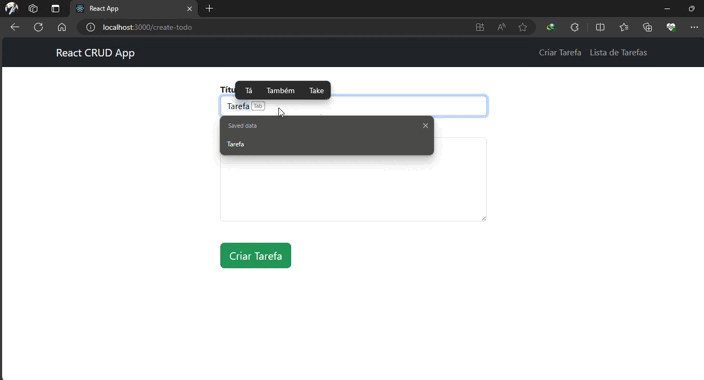 React App
localhost:3000/create-todo
React CRUD App
Criar Tarefa Lista de Tarefas
Tá Também Take
Tarefa Tab
Saved data
Tarefa
Criar Tarefa